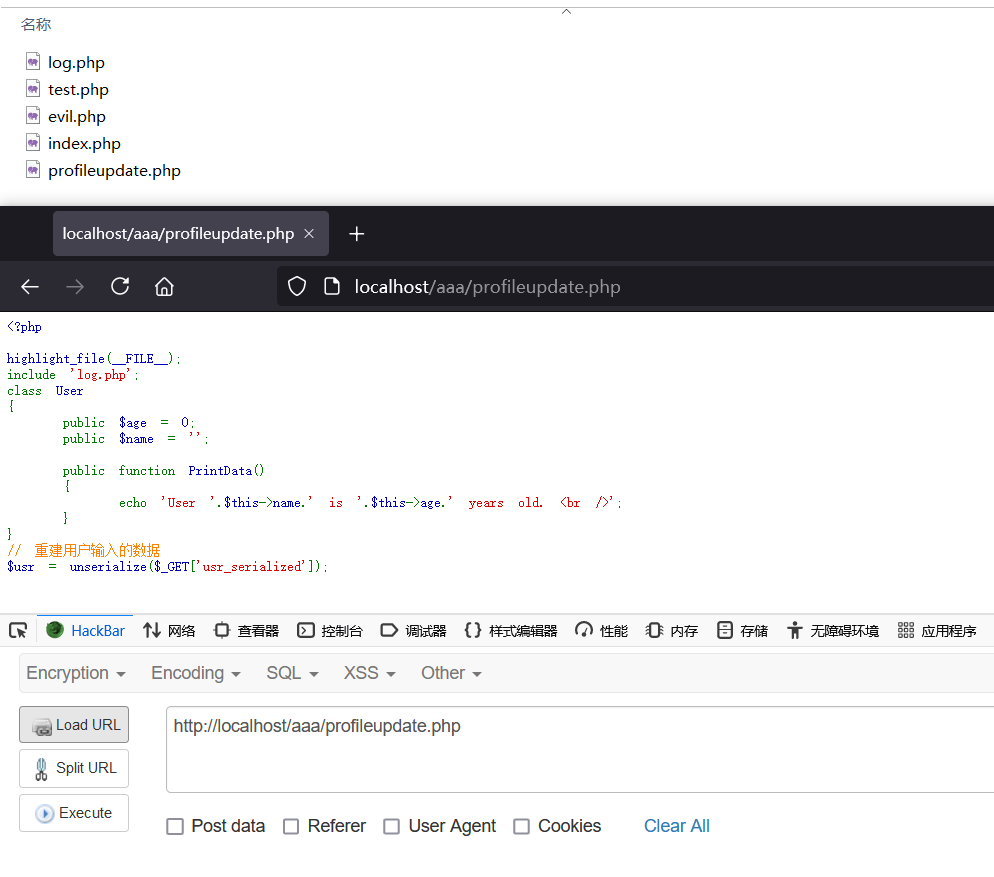 名称
log.php
test.php
evil.php
index.php
profileupdate.php
localhost/aaa/profileupdate.php
localhost/aaa/profileupdate.php
<?php
highlight_file(__FILE__);
include 'log.php';
class User
{
public $age = 0;
public $name = '';
public function PrintData()
{
echo 'User '.$this->name.' is '.$this->age.' years old. <br />';
}
}
// 重建用户输入的数据
$usr = unserialize($_GET['usr_serialized']);
HackBar 网络 查看器 控制台 调试器 样式编辑器 性能 内存 存储 无障碍环境 应用程序
Encryption Encoding SQL XSS Other
Load URL http://localhost/aaa/profileupdate.php
Split URL
Execute
Post data Referer User Agent Cookies Clear All